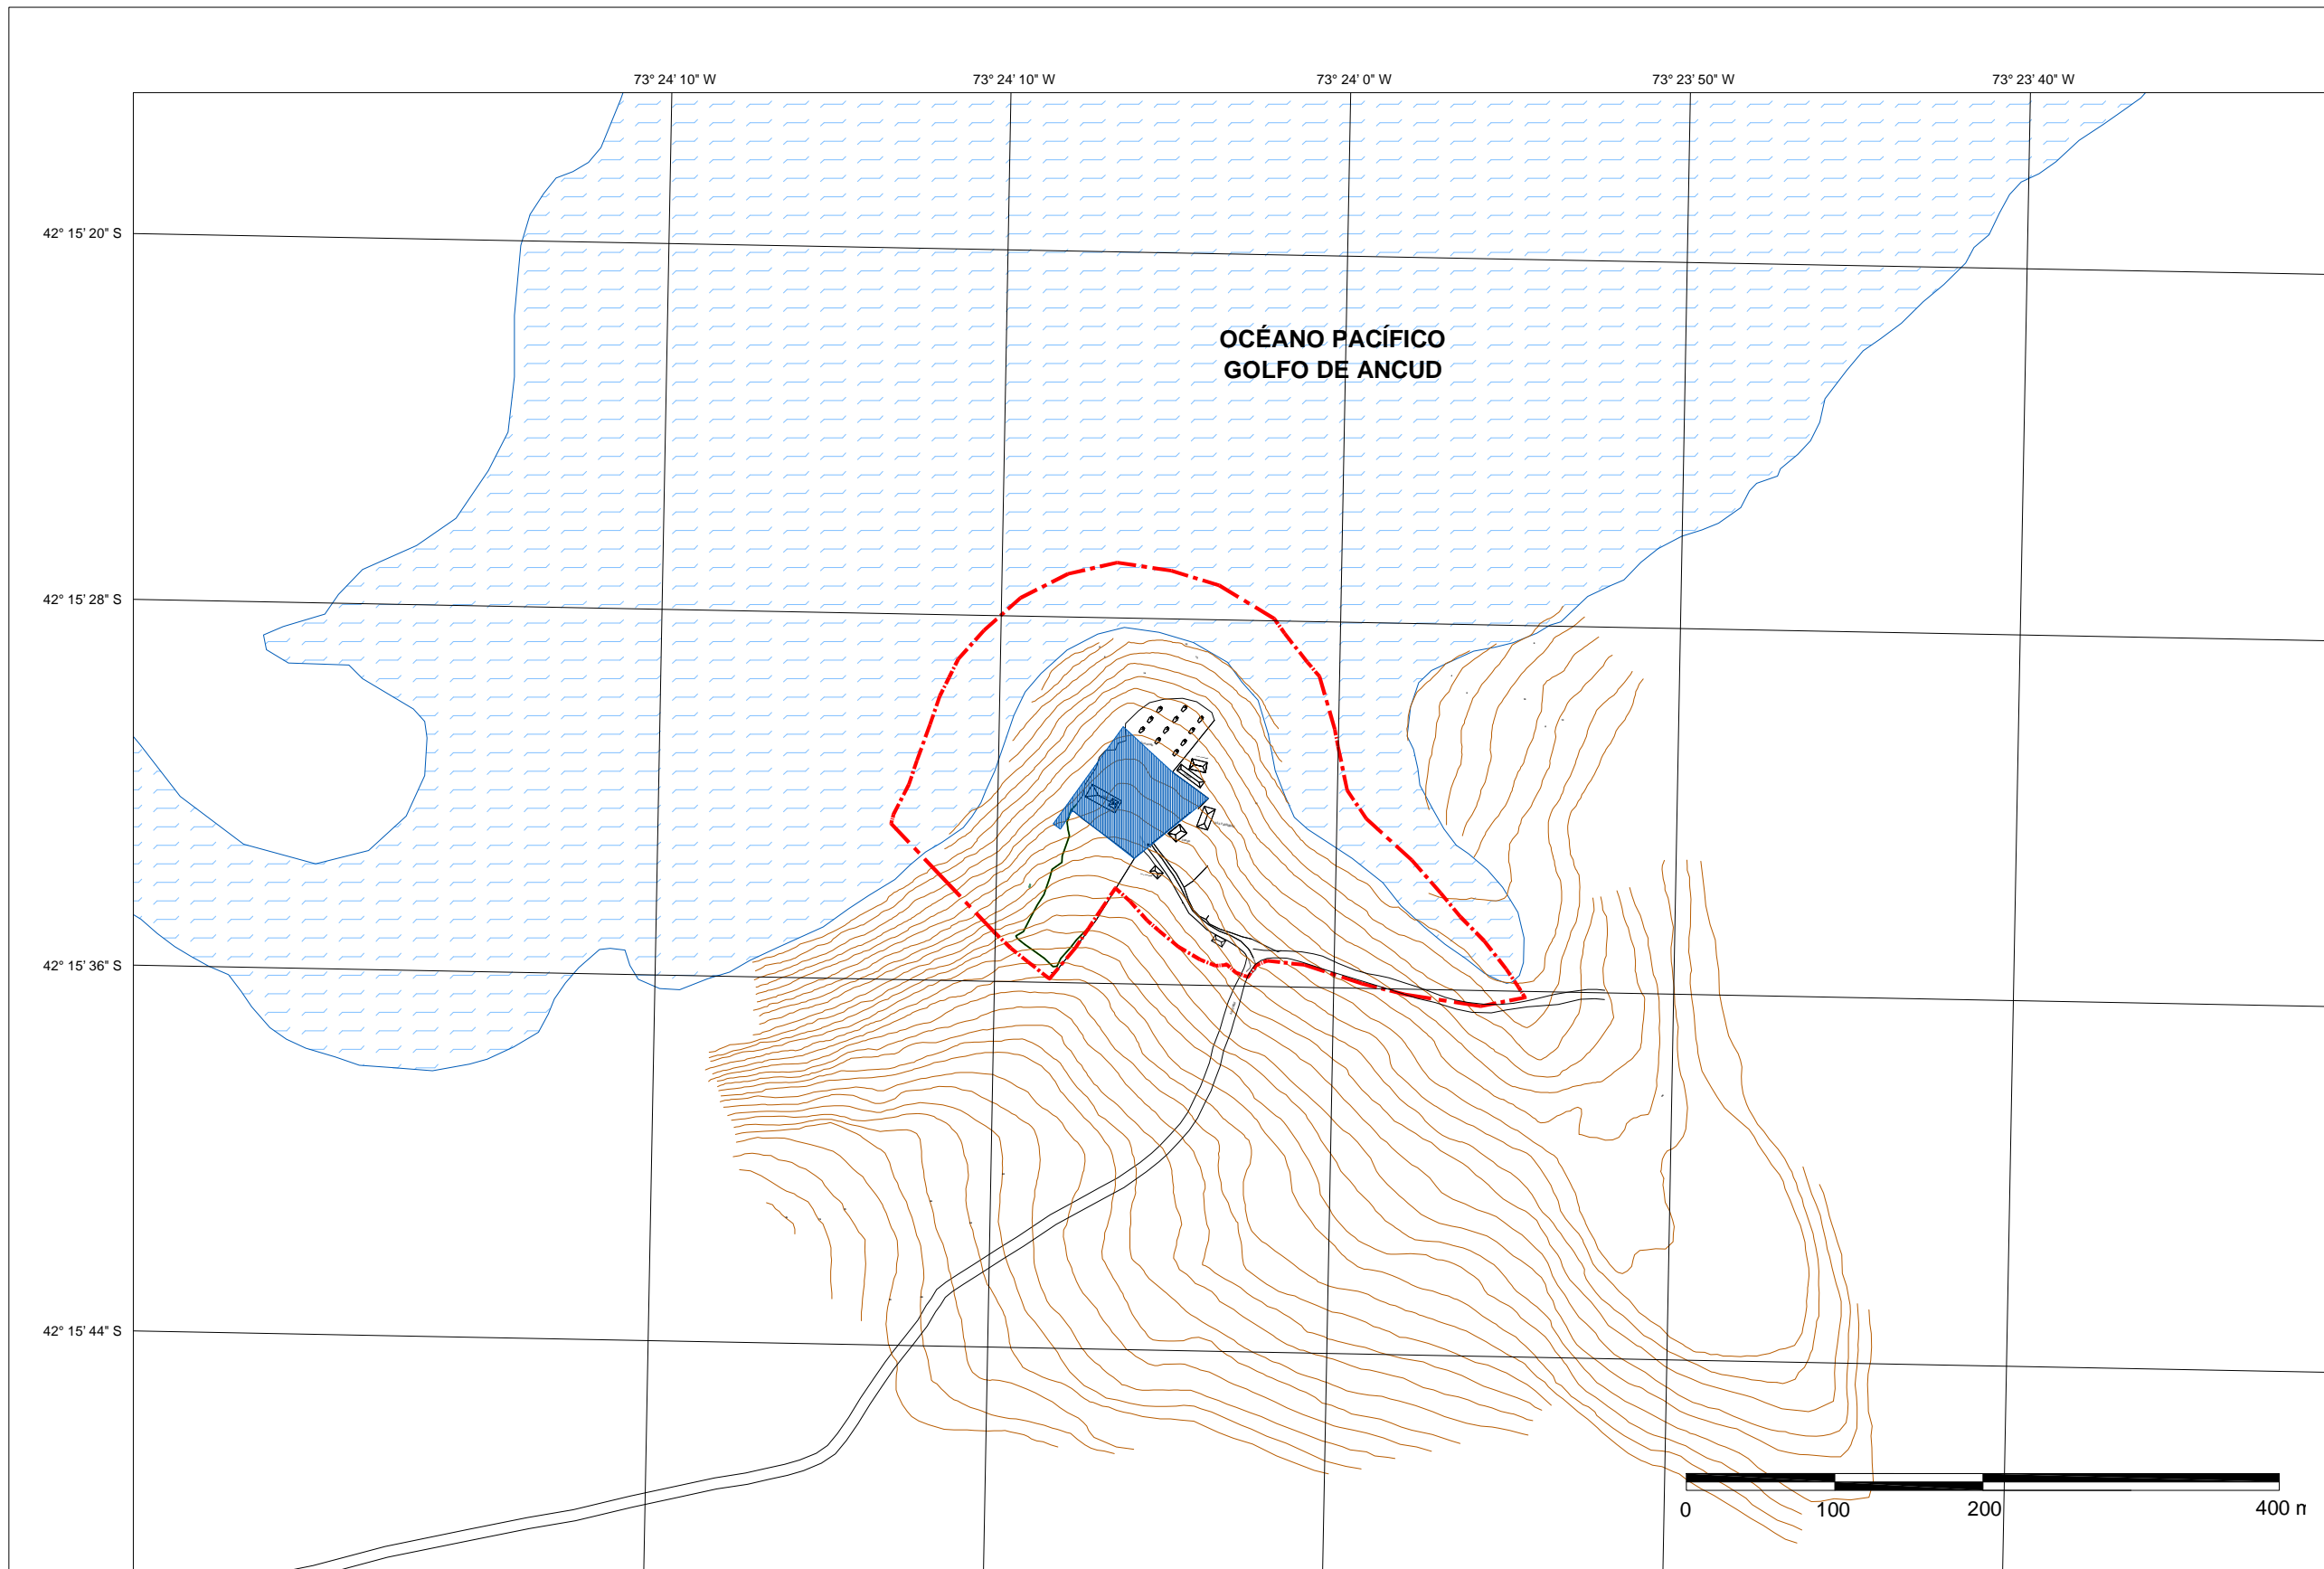 73° 24' 10" W
73° 24' 10" W
73° 24' 0" W
73° 23' 50" W
73° 23' 40" W
42° 15' 20" S
OCÉANO PACÍFICO
GOLFO DE ANCUD
42° 15' 28" S
42° 15' 36" S
42° 15' 44" S
0
100
200
400 m